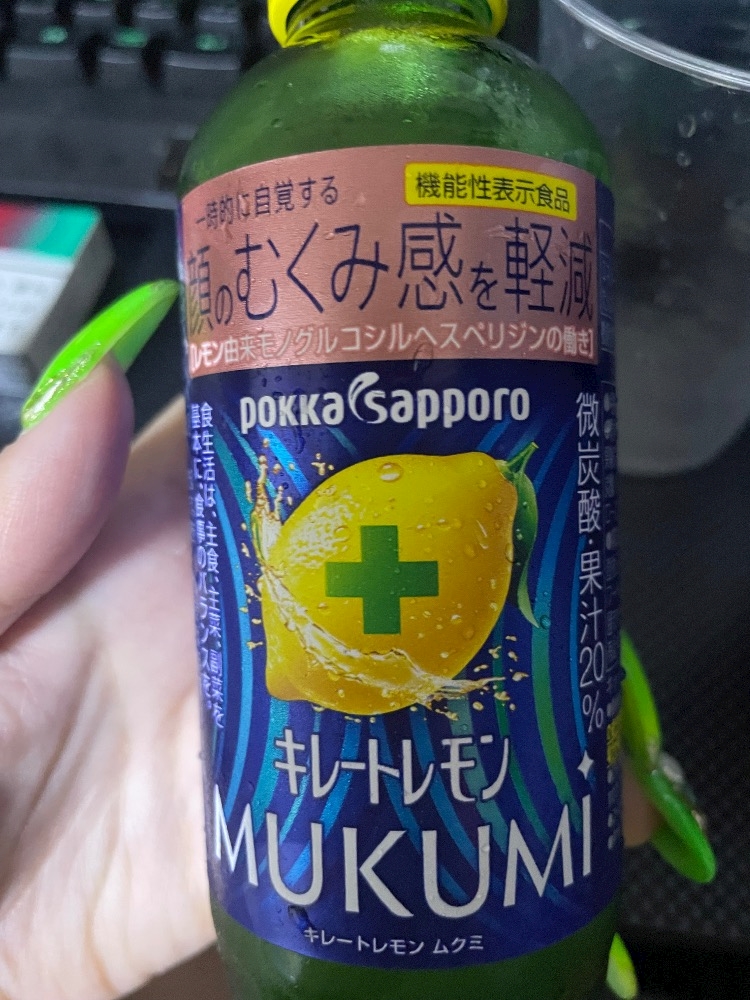 機能性表示食品
一時的に自覚する
顔のむくみ感を軽減
レモン由来モノグルコシルヘスペリジンの働き】
pokka sapporo
微炭酸・果汁20%
食生活は、主食、主菜、副菜を
基本に、食事のバランスを。
キレートレモン
MUKUMi
キレートレモン ムクミ